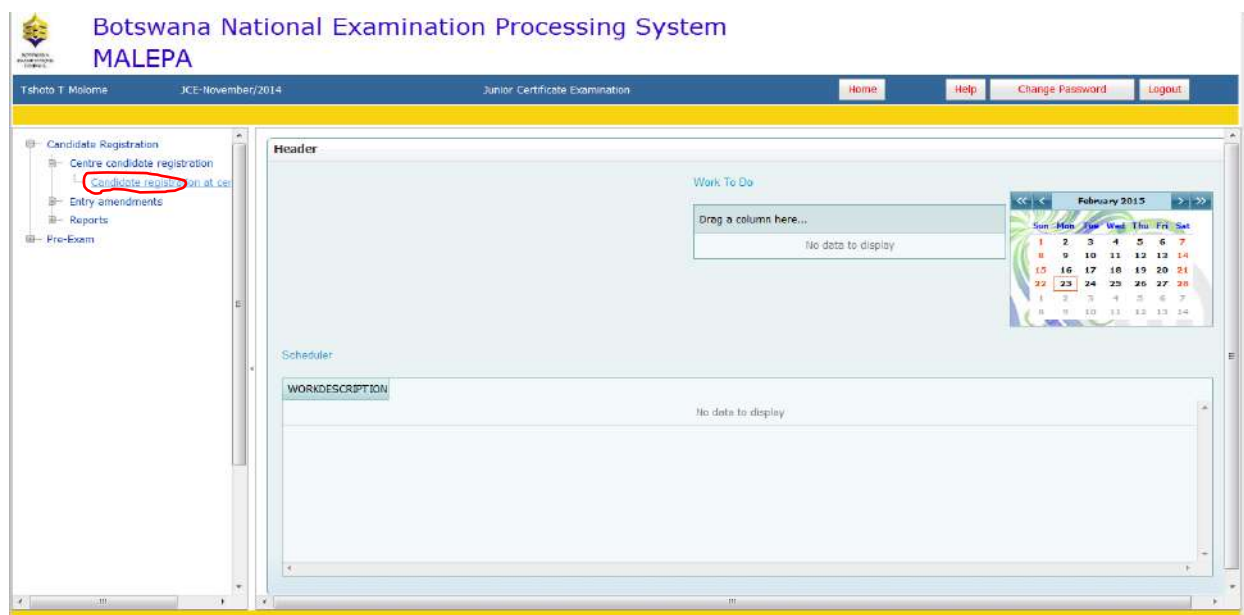 Botswana National Examination Processing System
MALEPA
Tshoto T Molome JCE-November/2014 Junior Certificate Examination Home Help Change Password Logout
Candidate Registration
Centre candidate registration
Candidate registration at cer
Entry amendments
Reports
Pre-Exam
Header
Work To Do
Drag a column here...
No data to display
« < February 2015 > »
Sun Mon Tue Wed Thu Fri Sat
1 2 3 4 5 6 7
8 9 10 11 12 13 14
15 16 17 18 19 20 21
22 23 24 25 26 27 28
1 2 3 4 5 6 7
8 9 10 11 12 13 14
Scheduler
WORKDESCRIPTION
No data to display